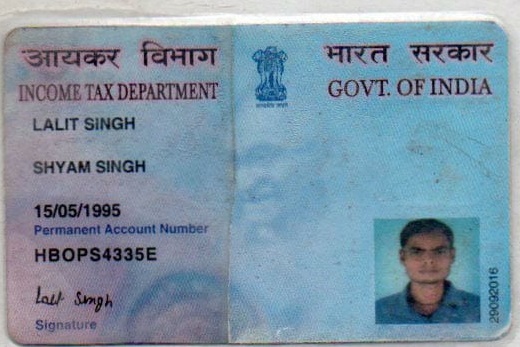 आयकर विभाग
INCOME TAX DEPARTMENT
भारत सरकार
GOVT. OF INDIA
LALIT SINGH
SHYAM SINGH
15/05/1995
Permanent Account Number
HBOPS4335E
Lalit Singh
Signature
29092016